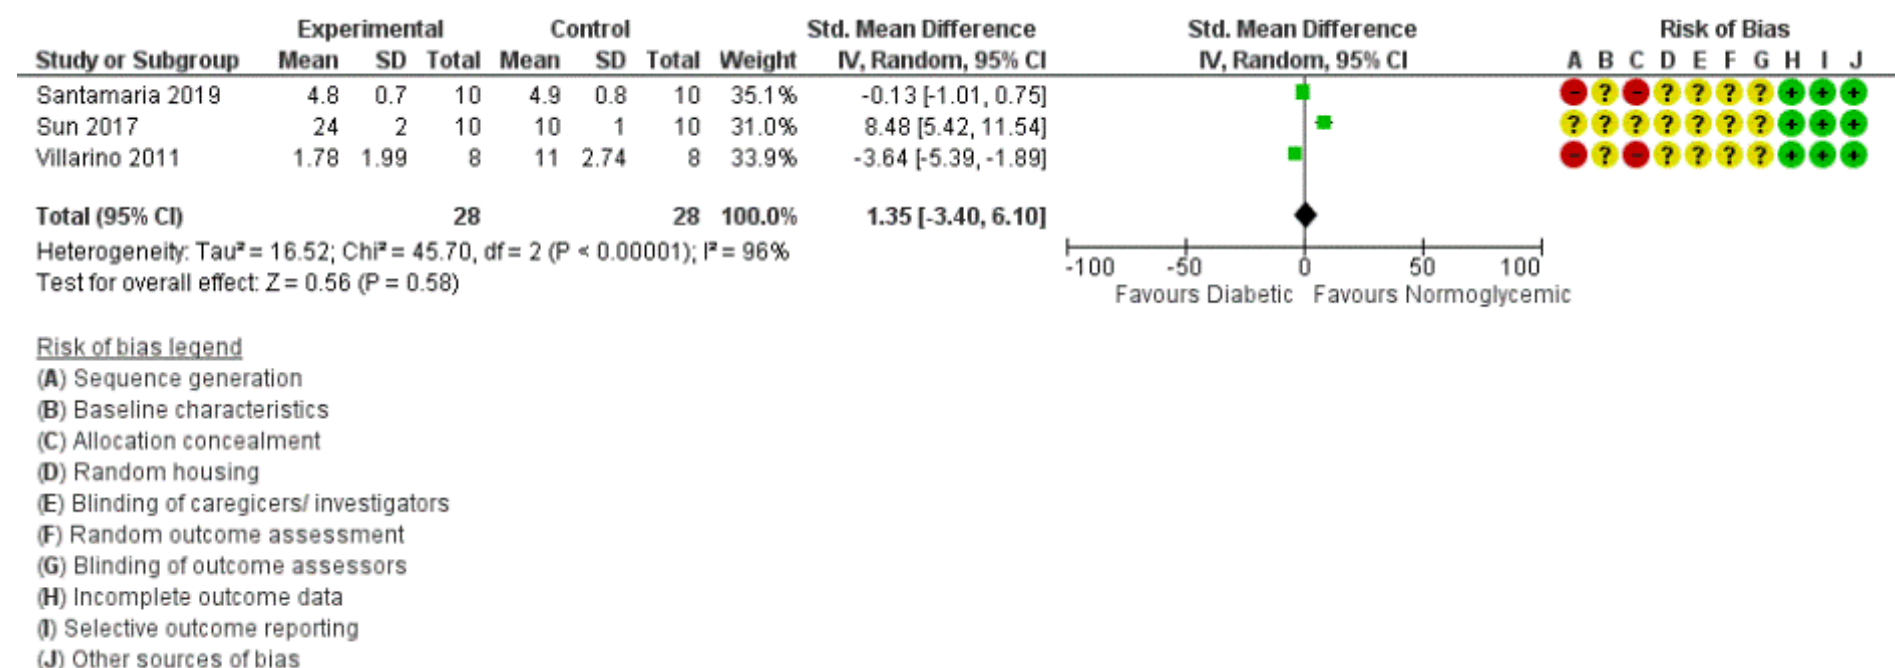 Experimental Control Std. Mean Difference Std. Mean Difference Risk of Bias
Study or Subgroup Mean SD Total Mean SD Total Weight IV, Random, 95% CI IV, Random, 95% CI A B C D E F G H I J
Santamaria 2019 4.8 0.7 10 4.9 0.8 10 35.1% -0.13 [-1.01, 0.75] - ? - ? ? ? ? + + +
Sun 2017 24 2 10 10 1 10 31.0% 8.48 [5.42, 11.54] ? ? ? ? ? ? ? + + +
Villarino 2011 1.78 1.99 8 11 2.74 8 33.9% -3.64 [-5.39, -1.89] - ? - ? ? ? ? + + +
Total (95% CI) 28 28 100.0% 1.35 [-3.40, 6.10]
Heterogeneity: Tau² = 16.52; Chi² = 45.70, df = 2 (P < 0.00001); I² = 96%
Test for overall effect: Z = 0.56 (P = 0.58)
-100 -50 0 50 100
Favours Diabetic Favours Normoglycemic
Risk of bias legend
(A) Sequence generation
(B) Baseline characteristics
(C) Allocation concealment
(D) Random housing
(E) Blinding of caregicers/ investigators
(F) Random outcome assessment
(G) Blinding of outcome assessors
(H) Incomplete outcome data
(I) Selective outcome reporting
(J) Other sources of bias